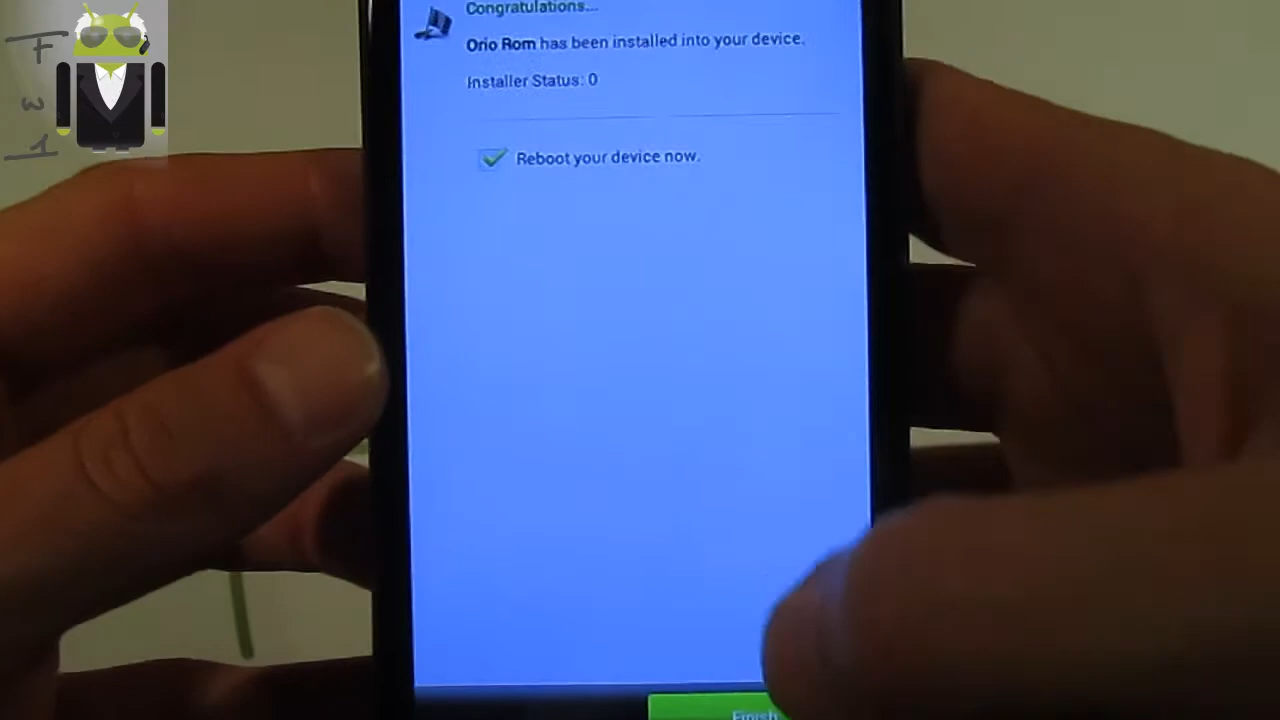 Congratulations...
Orio Rom has been installed into your device.
Installer Status: 0
Reboot your device now.
Finish